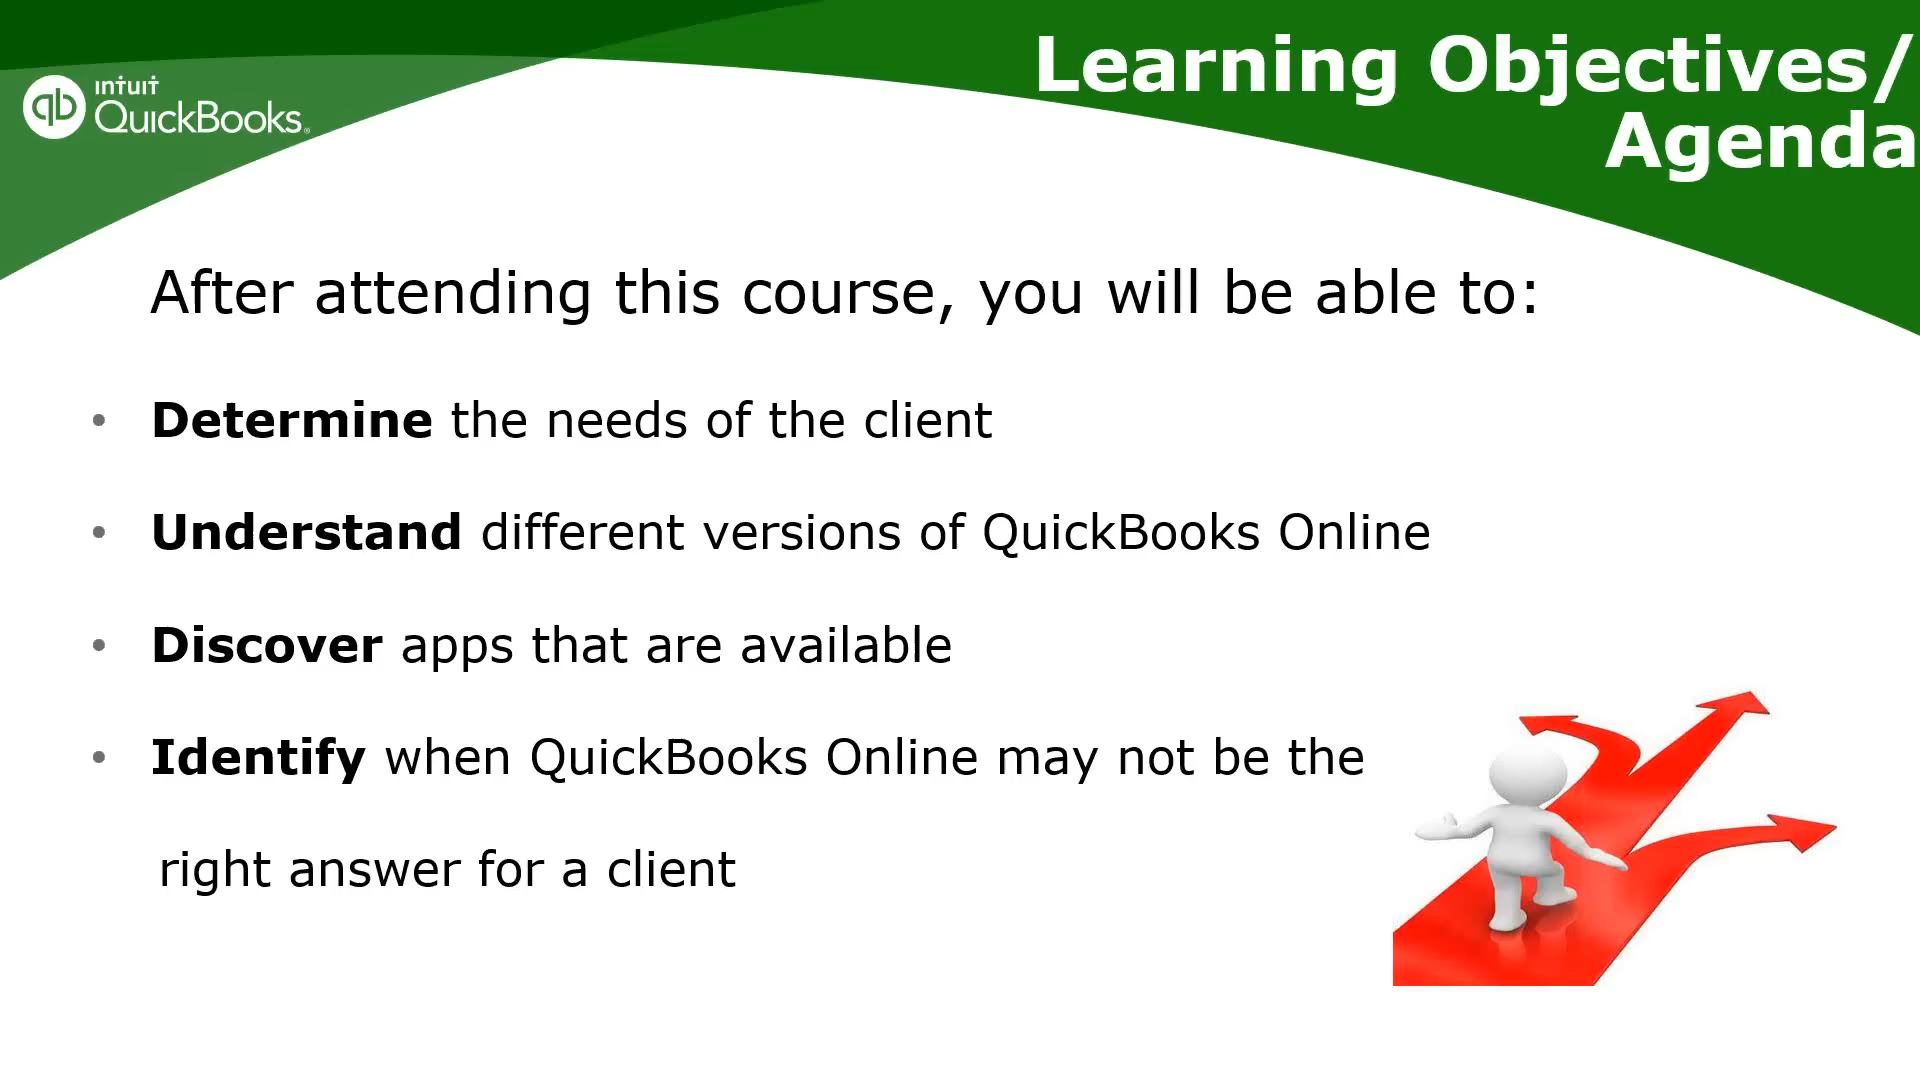 Learning Objectives/
Agenda
intuit
QuickBooks®
After attending this course, you will be able to:
• Determine the needs of the client
• Understand different versions of QuickBooks Online
• Discover apps that are available
• Identify when QuickBooks Online may not be the
right answer for a client